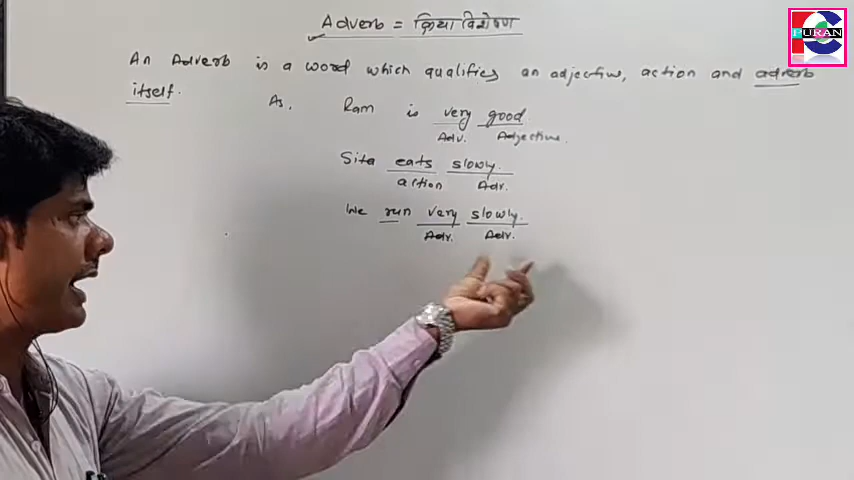 PURAN
Adverb = क्रिया विशेषण
An Adverb is a word which qualifies an adjective, action and adverb
itself.
As. Ram is very good.
Adv. Adjective.
Sita eats slowly.
action Adv.
We run very slowly.
Adv. Adv.